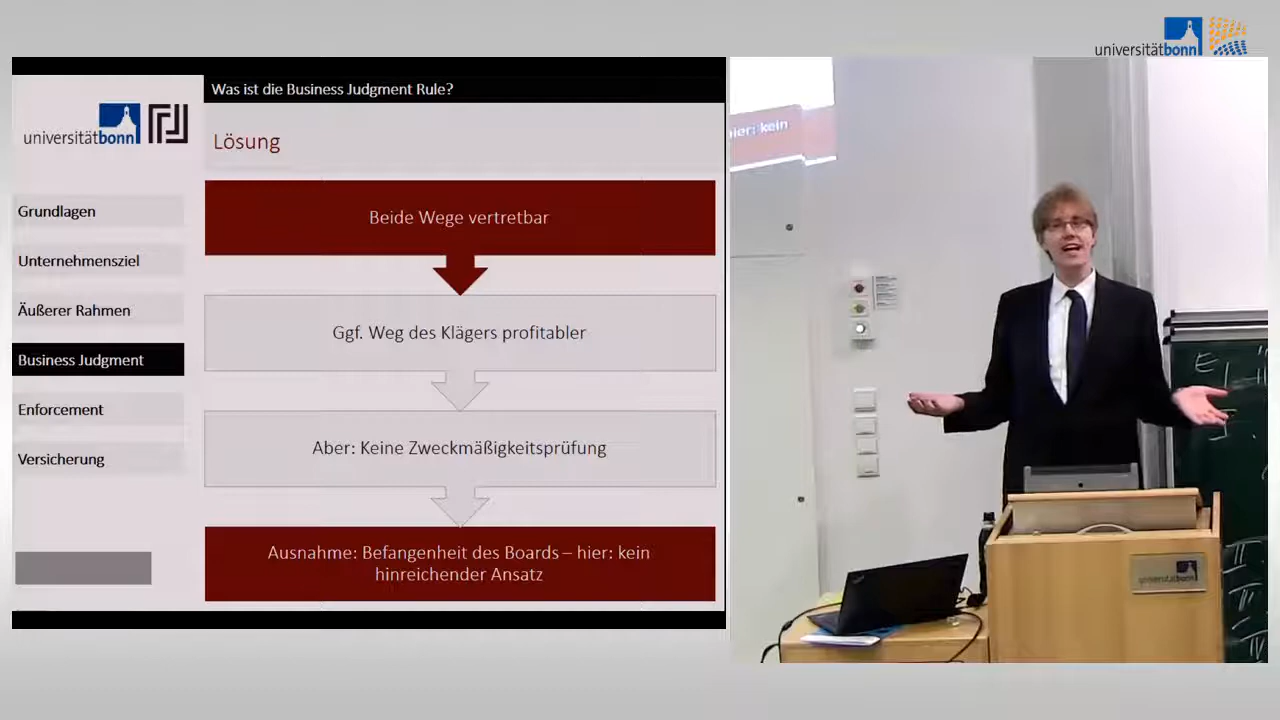 universitätbonn
Was ist die Business Judgment Rule?
universitätbonn
Lösung
Grundlagen
Unternehmensziel
Äußerer Rahmen
Business Judgment
Enforcement
Versicherung
Beide Wege vertretbar
Ggf. Weg des Klägers profitabler
Aber: Keine Zweckmäßigkeitsprüfung
Ausnahme: Befangenheit des Boards – hier: kein
hinreichender Ansatz
hier: kein
universitätbonn